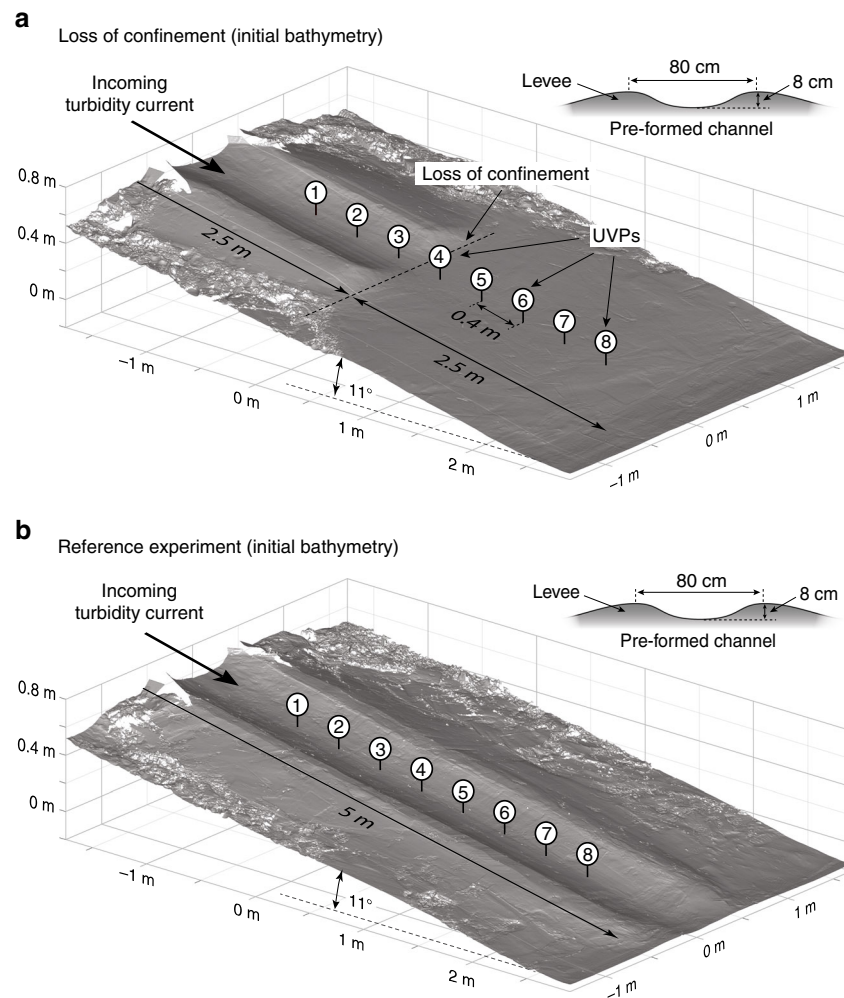 a
Loss of confinement (initial bathymetry)
Incoming
turbidity current
80 cm
Levee
8 cm
Pre-formed channel
Loss of confinement
UVPs
0.8 m
0.4 m
0 m
2.5 m
1
2
3
4
5
6
7
8
0.4 m
2.5 m
11°
–1 m
0 m
1 m
2 m
–1 m
0 m
1 m
b
Reference experiment (initial bathymetry)
Incoming
turbidity current
80 cm
Levee
8 cm
Pre-formed channel
0.8 m
0.4 m
0 m
1
2
3
4
5
6
7
8
5 m
11°
–1 m
0 m
1 m
2 m
–1 m
0 m
1 m